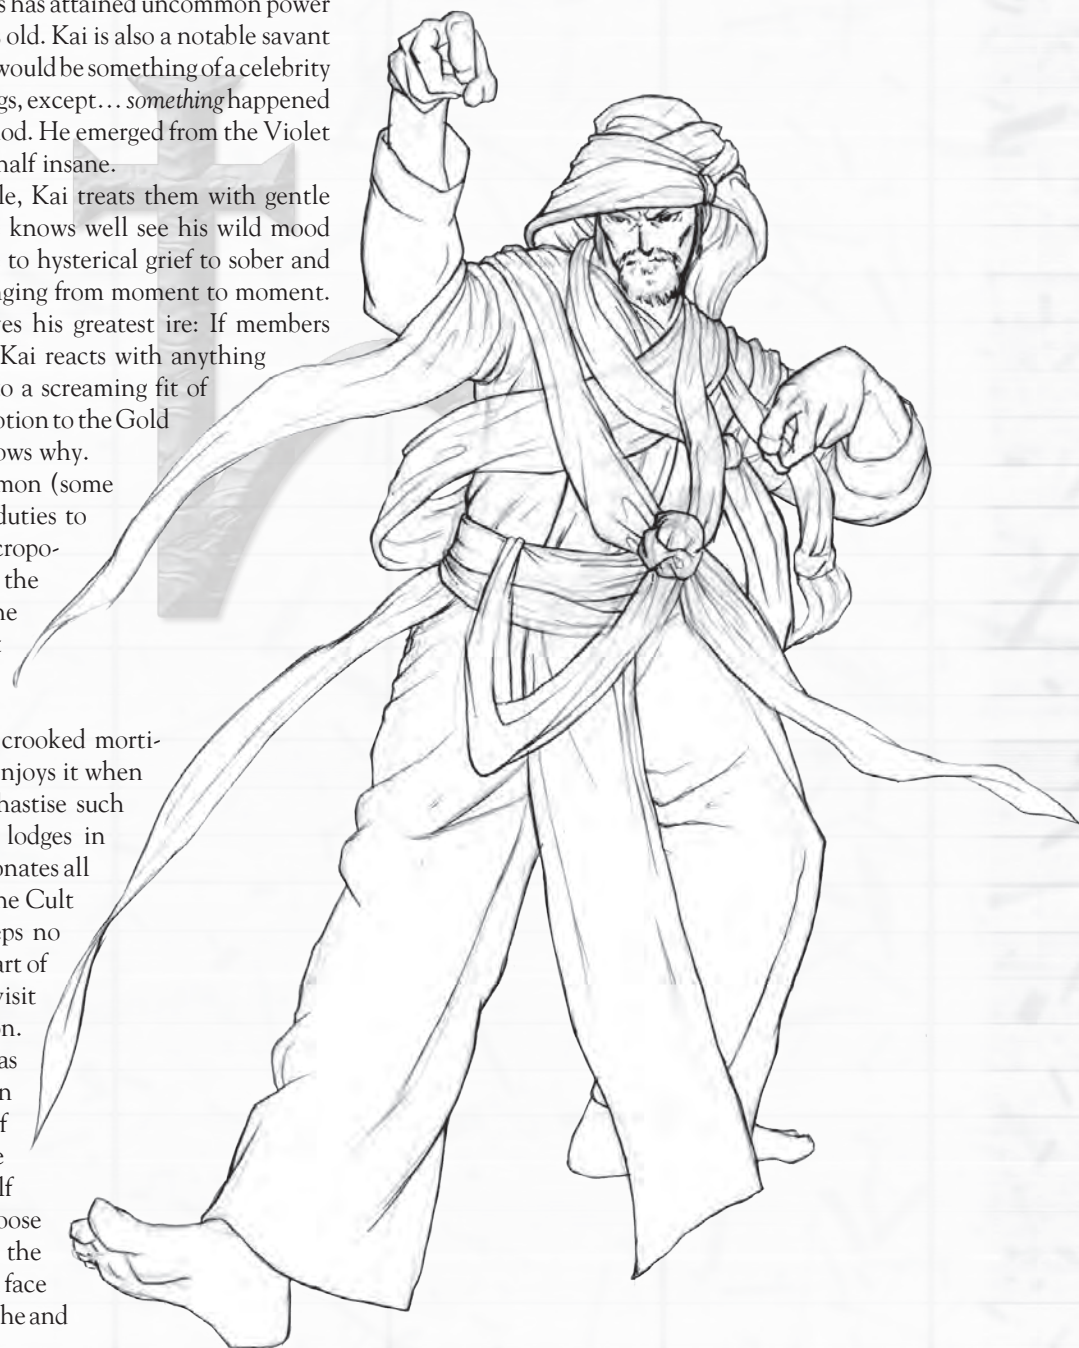 s has attained uncommon power
s old. Kai is also a notable savant
would be something of a celebrity
gs, except… something happened
od. He emerged from the Violet
half insane.
le, Kai treats them with gentle
knows well see his wild mood
to hysterical grief to sober and
nging from moment to moment.
es his greatest ire: If members
Kai reacts with anything
o a screaming fit of
otion to the Gold
ows why.
mon (some
duties to
cropo-
the
ne
crooked morti-
njoys it when
hastise such
lodges in
onates all
he Cult
eps no
art of
visit
on.
as
n
f
e
lf
oose
the
face
he and